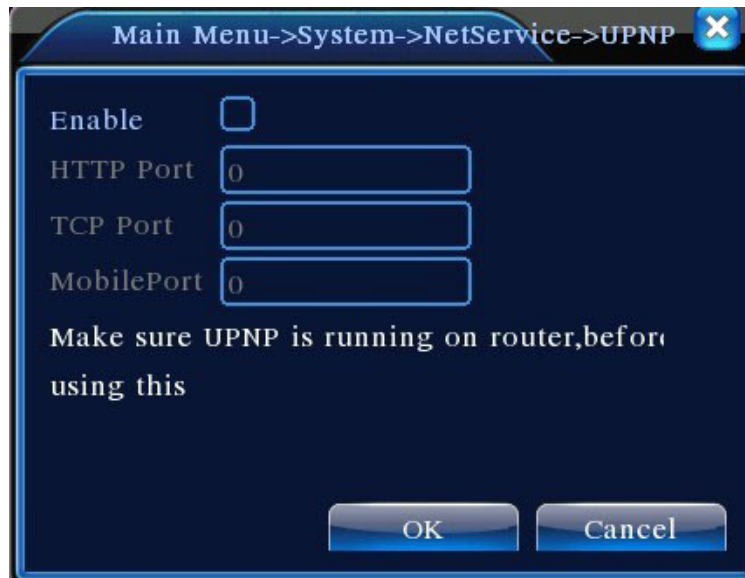 Main Menu->System->NetService->UPNP
Enable
HTTP Port 0
TCP Port 0
MobilePort 0
Make sure UPNP is running on router,before
using this
OK Cancel